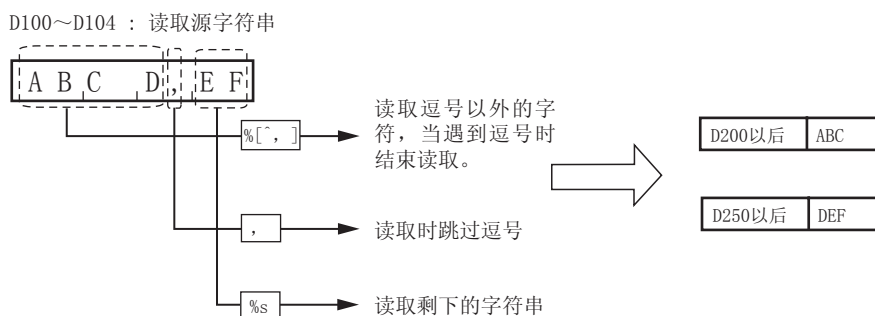 D100～D104 : 读取源字符串
A B C   D , E F
%[^, ]
读取逗号以外的字
符，当遇到逗号时
结束读取。
D200以后 ABC
,
读取时跳过逗号
D250以后 DEF
%s
读取剩下的字符串